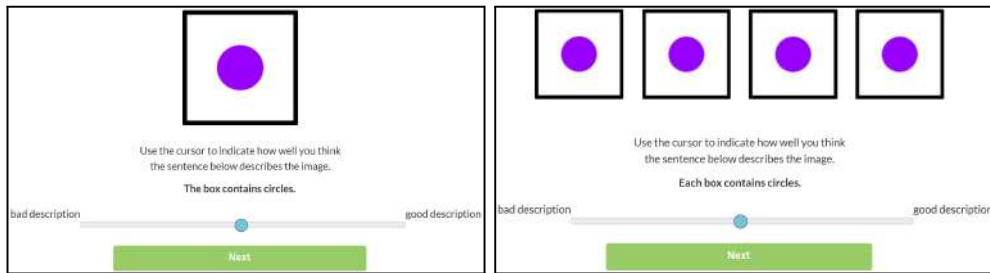 Use the cursor to indicate how well you think
the sentence below describes the image.
The box contains circles.
bad description
good description
Next
Use the cursor to indicate how well you think
the sentence below describes the image.
Each box contains circles.
bad description
good description
Next